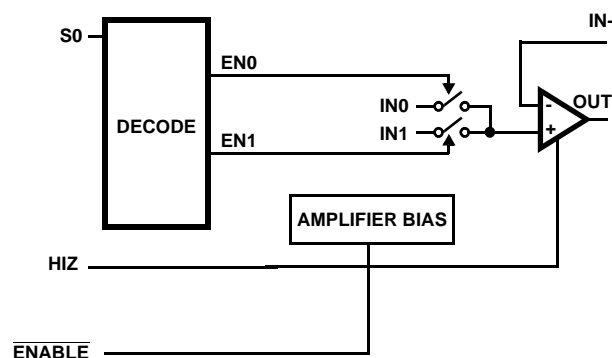 IN-
S0
EN0
IN0
OUT
DECODE
-
IN1
+
EN1
AMPLIFIER BIAS
HIZ
ENABLE